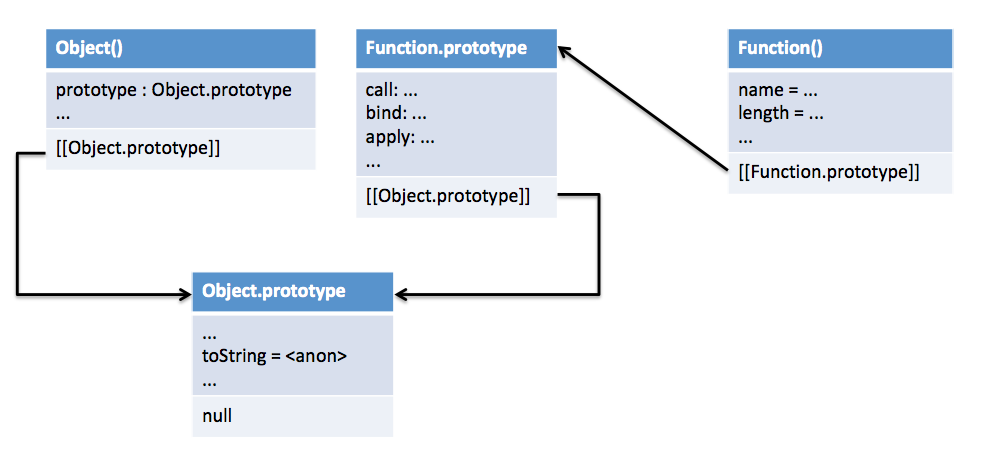 Object()
prototype : Object.prototype
...
[[Object.prototype]]
Function.prototype
call: ...
bind: ...
apply: ...
...
[[Object.prototype]]
Function()
name = ...
length = ...
...
[[Function.prototype]]
Object.prototype
...
toString = <anon>
...
null